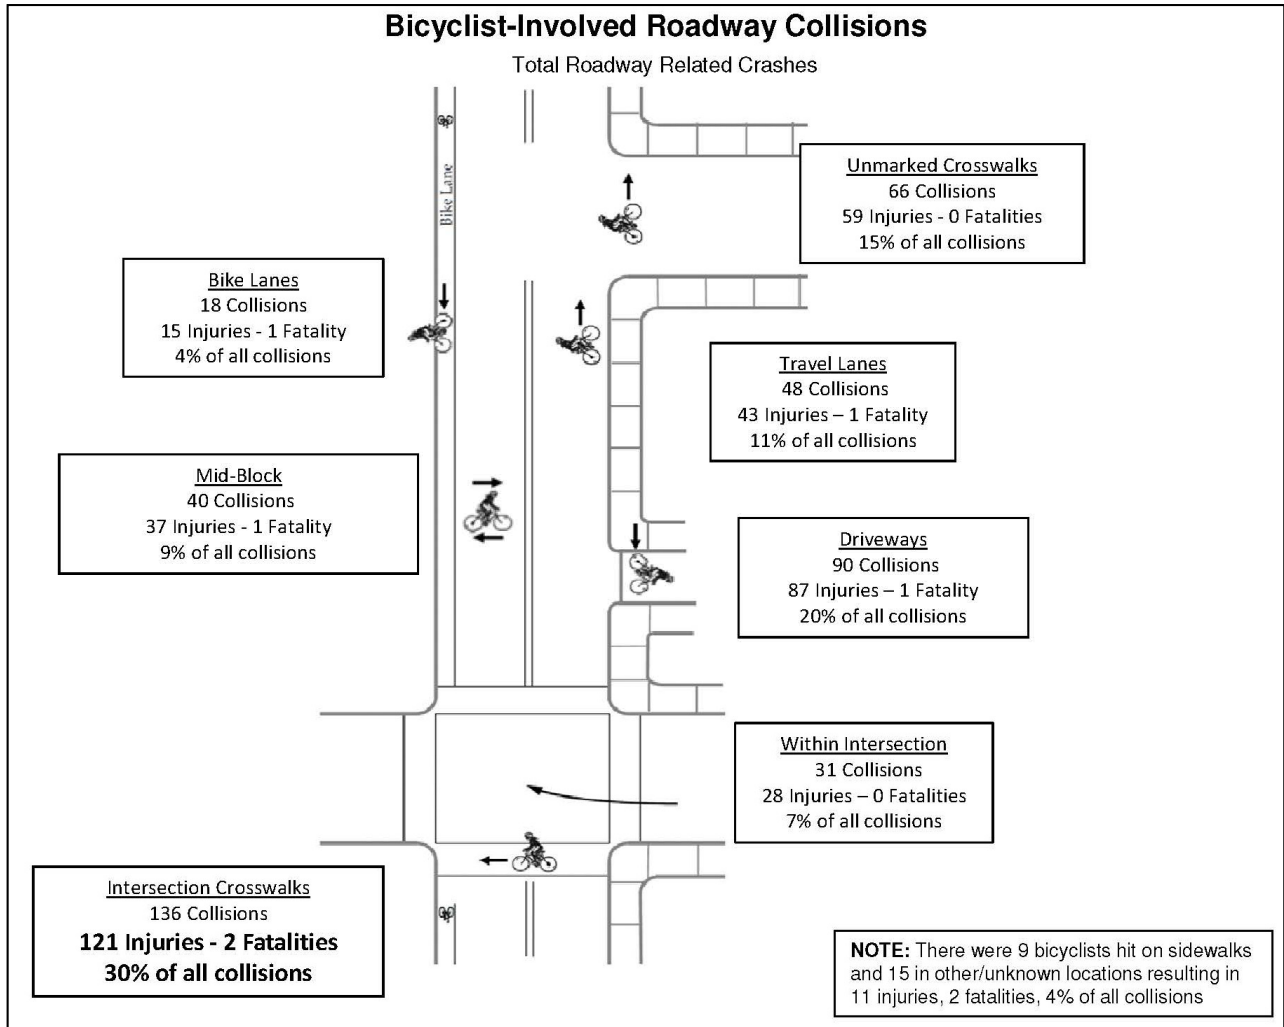 Bicyclist-Involved Roadway Collisions
Total Roadway Related Crashes
Bike Lane
Unmarked Crosswalks
66 Collisions
59 Injuries - 0 Fatalities
15% of all collisions
Bike Lanes
18 Collisions
15 Injuries - 1 Fatality
4% of all collisions
Travel Lanes
48 Collisions
43 Injuries – 1 Fatality
11% of all collisions
Mid-Block
40 Collisions
37 Injuries - 1 Fatality
9% of all collisions
Driveways
90 Collisions
87 Injuries – 1 Fatality
20% of all collisions
Within Intersection
31 Collisions
28 Injuries – 0 Fatalities
7% of all collisions
Intersection Crosswalks
136 Collisions
121 Injuries - 2 Fatalities
30% of all collisions
NOTE: There were 9 bicyclists hit on sidewalks
and 15 in other/unknown locations resulting in
11 injuries, 2 fatalities, 4% of all collisions